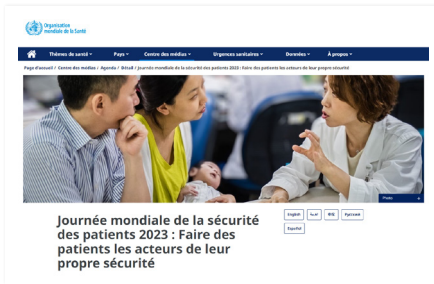 Organisation
mondiale de la Santé
Thèmes de santé Pays Centre des médias Urgences sanitaires Données À propos
Page d'accueil / Centre des médias / Agenda / Détail / Journée mondiale de la sécurité des patients 2023 : Faire des patients les acteurs de leur propre sécurité
Photo +
Journée mondiale de la sécurité
des patients 2023 : Faire des
patients les acteurs de leur
propre sécurité
English العربية 中文 Русский
Español